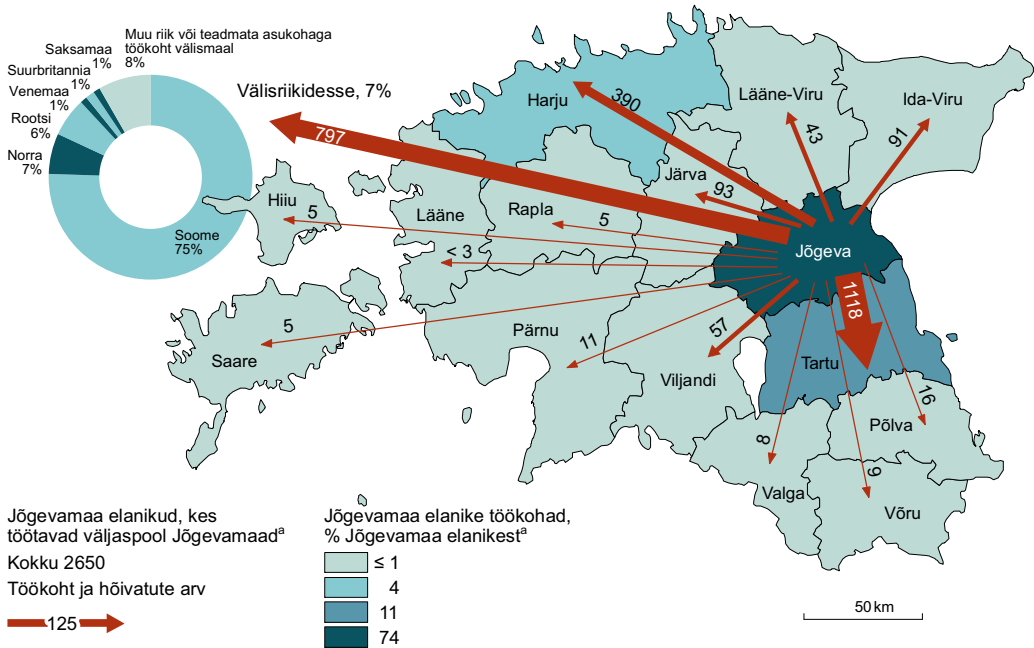 Muu riik või teadmata asukohaga
töökoht välismaal
8%
Saksamaa
1%
Suurbritannia
1%
Venemaa
1%
Rootsi
6%
Norra
7%
Soome
75%
Välisriikidesse, 7%
797
Harju
390
Lääne-Viru
43
Ida-Viru
91
Järva
93
Hiiu
5
Lääne
Rapla
5
< 3
Jõgeva
1118
Saare
5
Pärnu
11
Viljandi
57
Tartu
16
Põlva
8
Valga
9
Võru
Jõgevamaa elanikud, kes
töötavad väljaspool Jõgevamaadᵃ
Kokku 2650
Töökoht ja hõivatute arv
125
Jõgevamaa elanike töökohad,
% Jõgevamaa elanikestᵃ
≤ 1
4
11
74
50 km